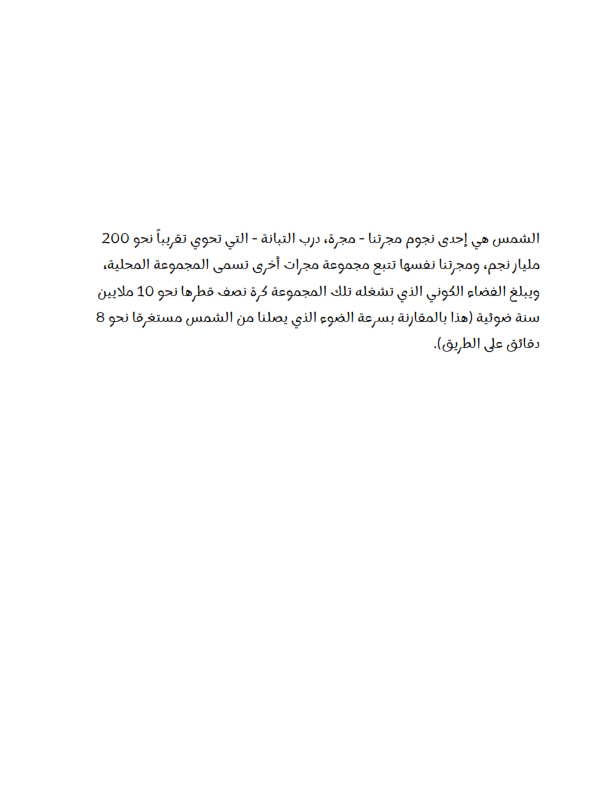 الشمس هي إحدى نجوم مجرتنا - مجرة، درب التبانة - التي تحوي تقريباً نحو 200
مليار نجم، ومجرتنا نفسها تتبع مجموعة مجرات أخرى تسمى المجموعة المحلية،
ويبلغ الفضاء الكوني الذي تشغله تلك المجموعة كرة نصف قطرها نحو 10 ملايين
سنة ضوئية (هذا بالمقارنة بسرعة الضوء الذي يصلنا من الشمس مستغرقا نحو 8
دقائق على الطريق).